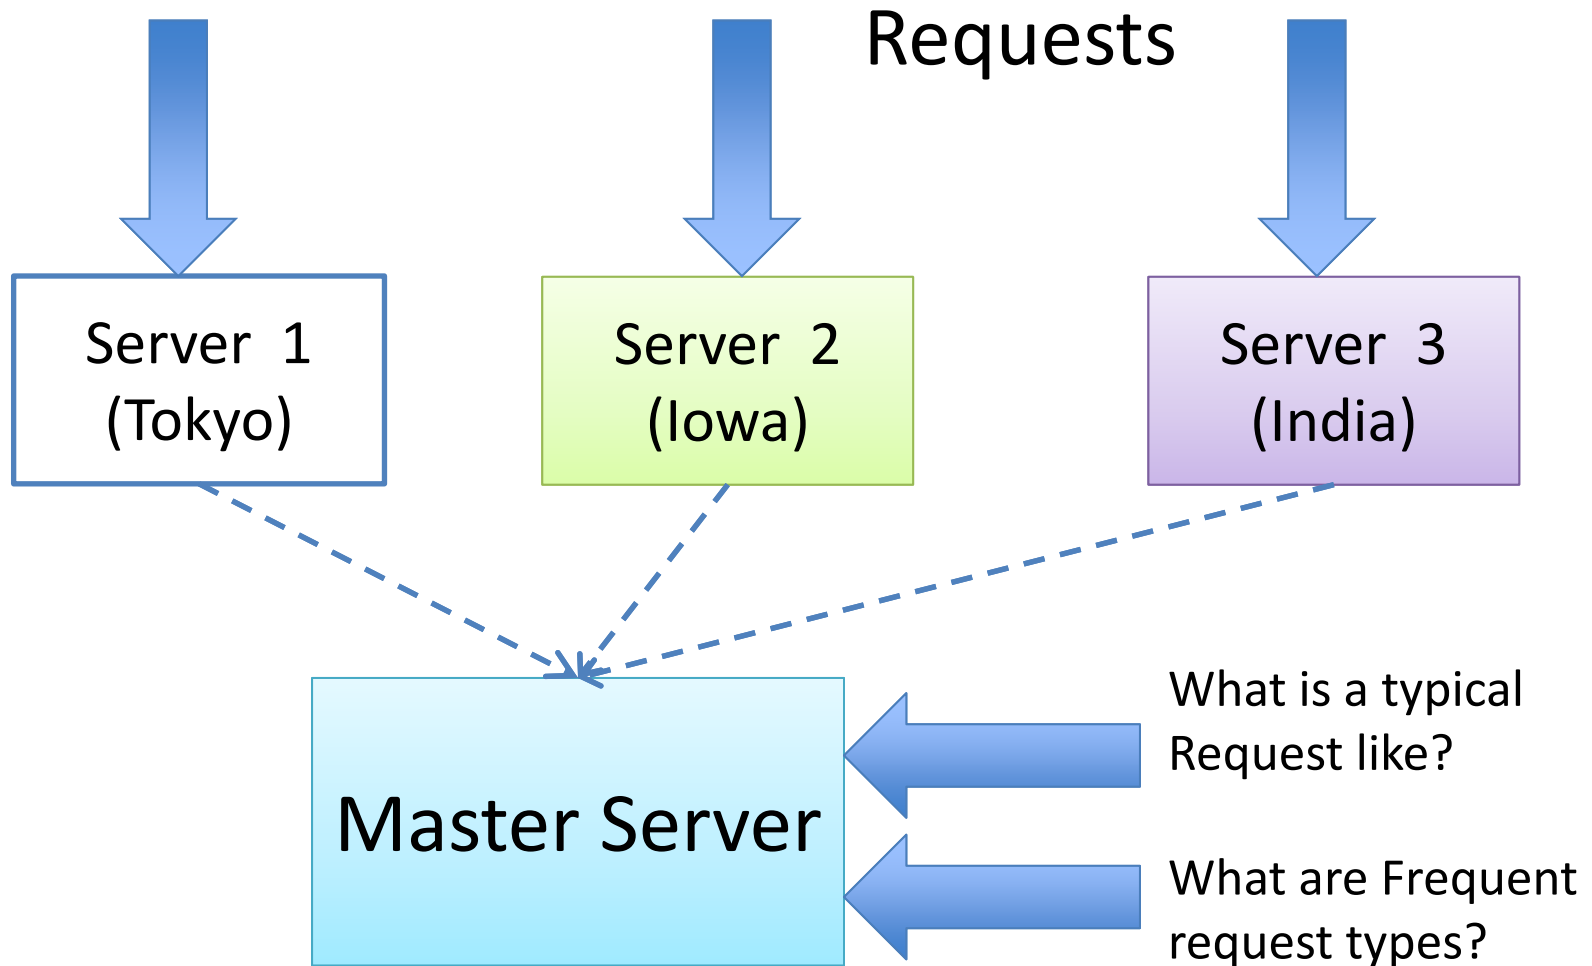 Requests
Server 1
(Tokyo)
Server 2
(Iowa)
Server 3
(India)
Master Server
What is a typical
Request like?
What are Frequent
request types?